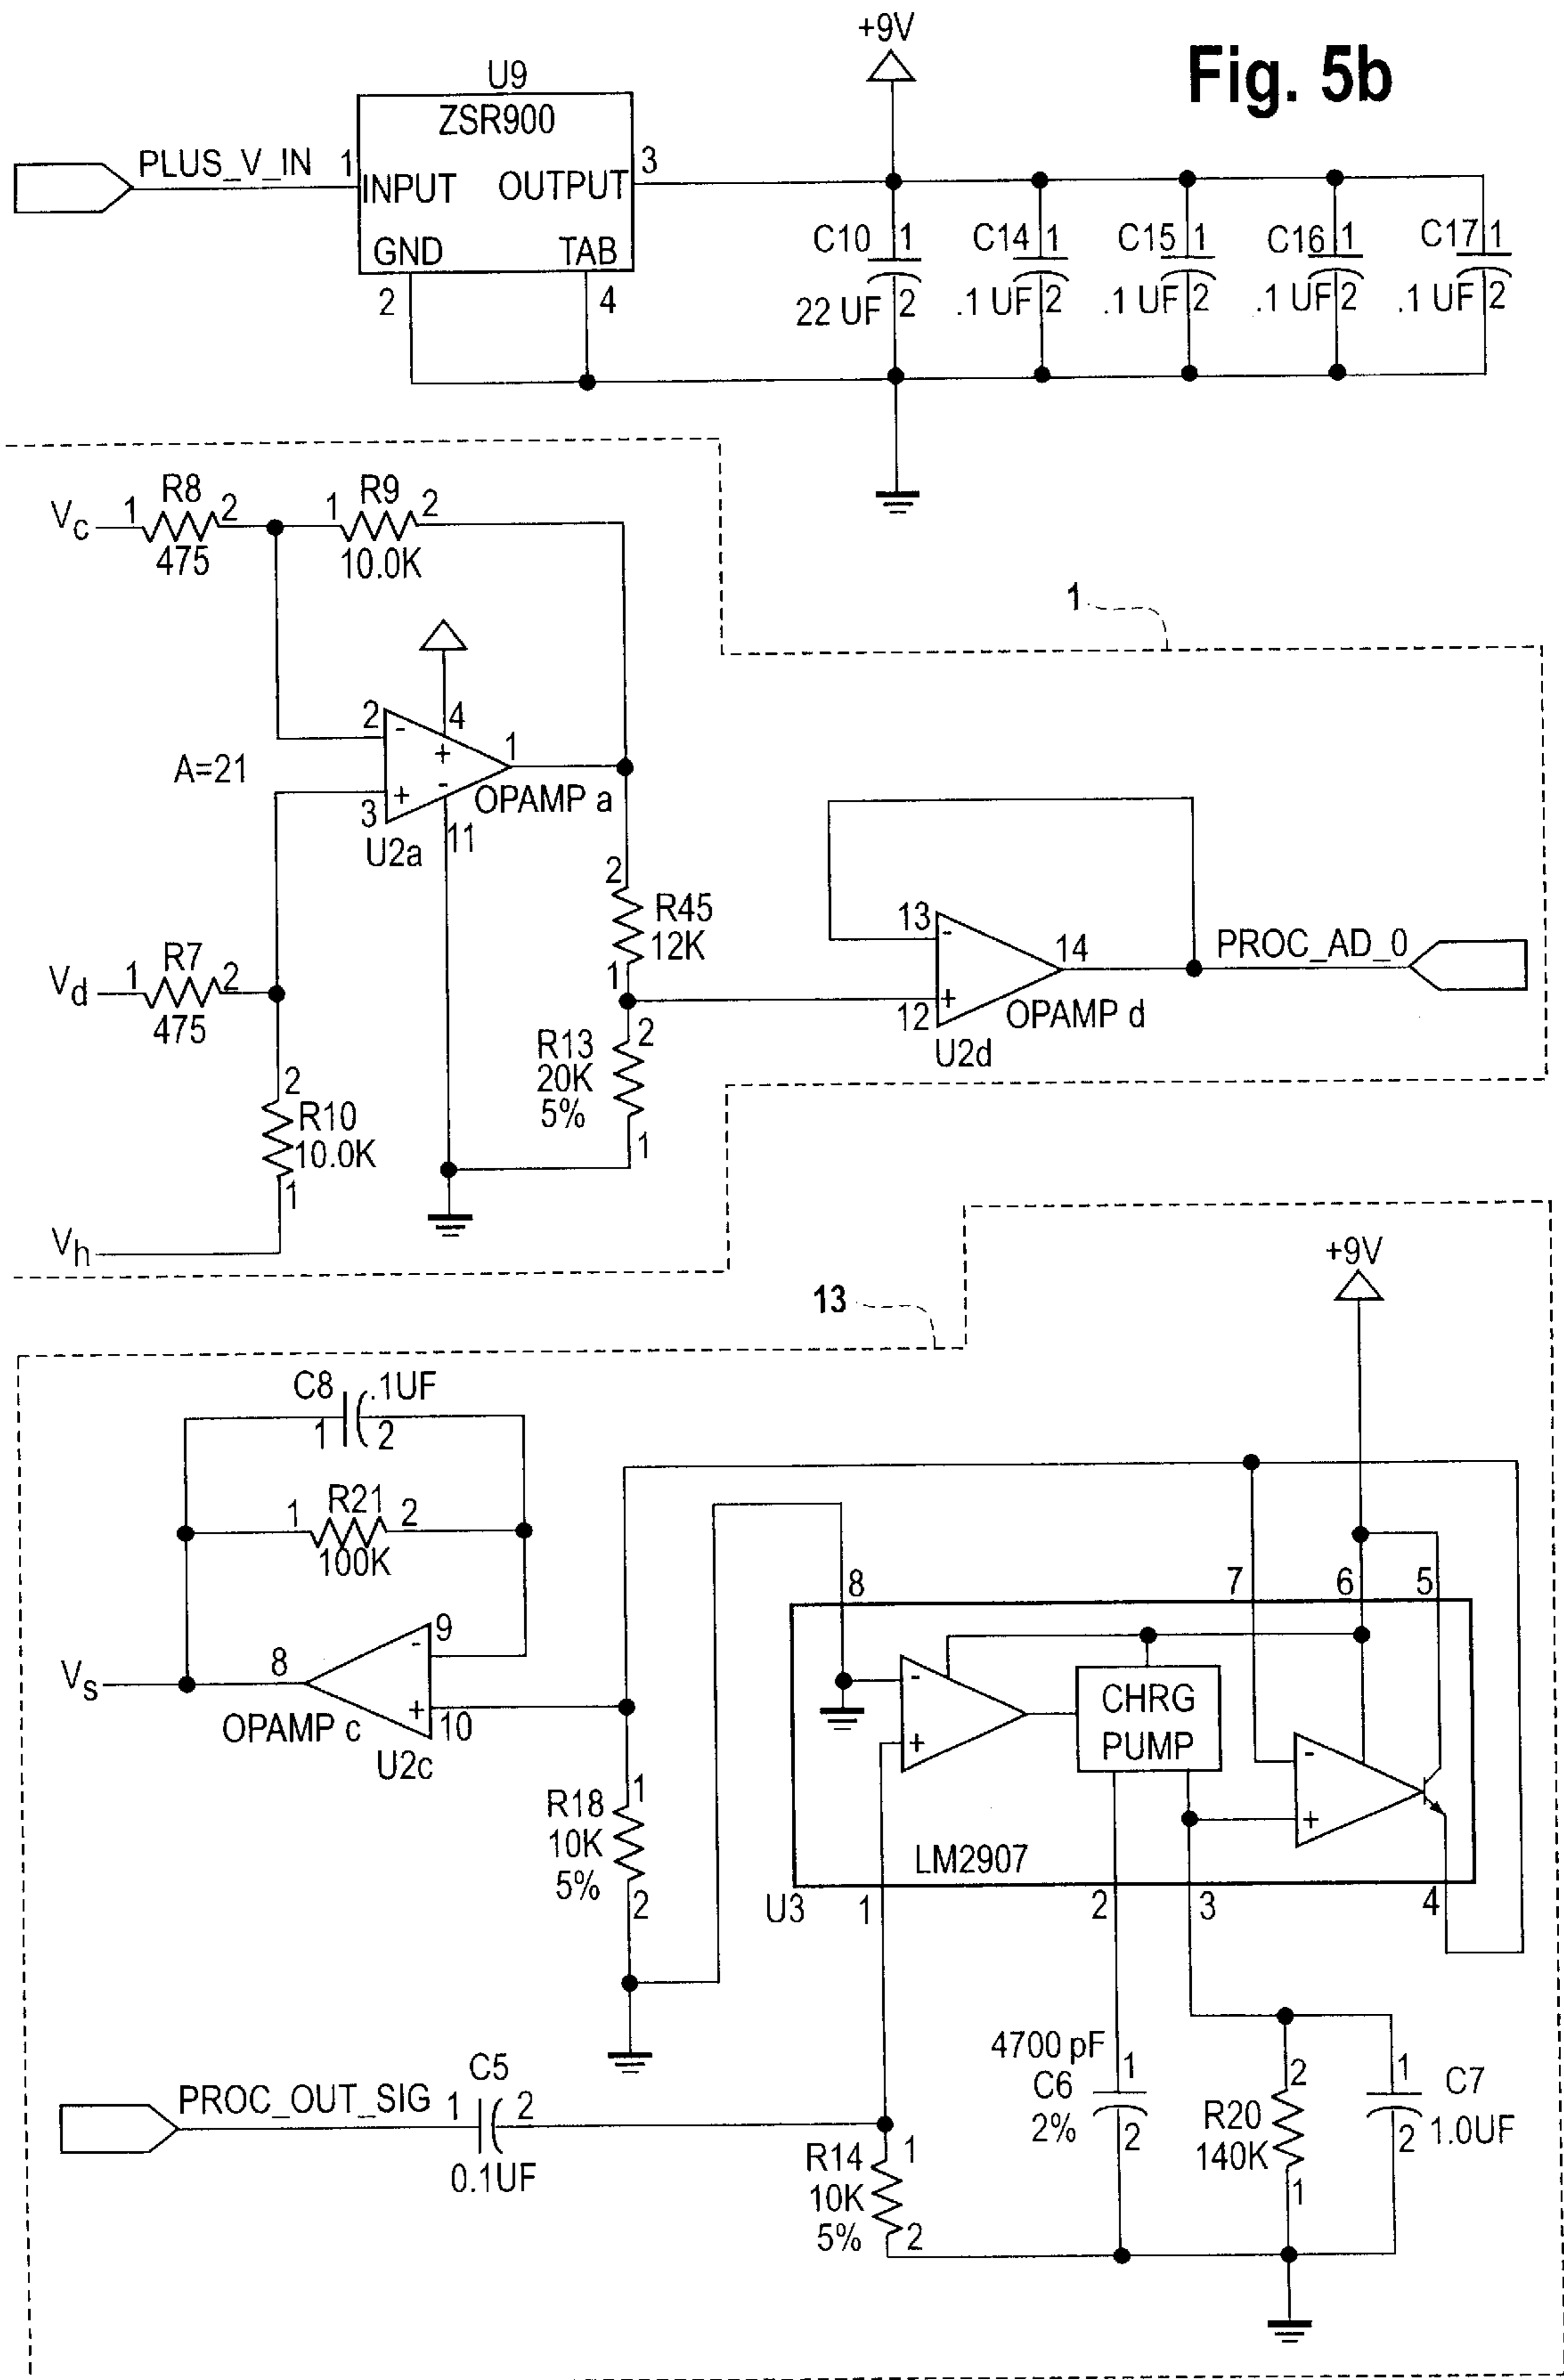 Fig. 5b
+9V
U9
ZSR900
PLUS_V_IN
1
INPUT
OUTPUT
3
GND
TAB
2
4
C10
1
22 UF
2
C14
1
.1 UF
2
C15
1
.1 UF
2
C16
1
.1 UF
2
C17
1
.1 UF
2
Vc
1
R8
2
475
1
R9
2
10.0K
1
A=21
2
-
4
+
-
1
3
+
OPAMP a
U2a
11
2
R45
12K
1
Vd
1
R7
2
475
13
-
14
PROC_AD_0
12
+
OPAMP d
U2d
R13
2
20K
5%
1
2
R10
10.0K
1
Vh
13
+9V
C8
.1UF
1
2
1
R21
2
100K
Vs
8
9
-
+
10
OPAMP c
U2c
8
7
6
5
-
+
CHRG
PUMP
-
+
LM2907
U3
1
2
3
4
R18
1
10K
5%
2
PROC_OUT_SIG
1
C5
2
0.1UF
R14
1
10K
5%
2
4700 pF
1
C6
2%
2
2
R20
140K
1
1
C7
2
1.0UF